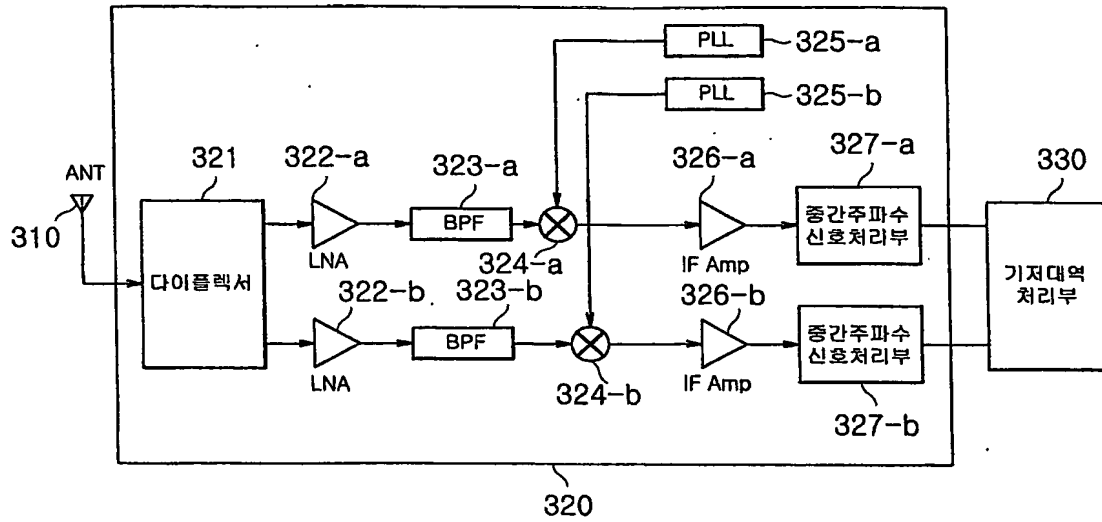 PLL
325-a
PLL
325-b
ANT
310
321
322-a
323-a
326-a
327-a
330
다이플렉서
LNA
BPF
324-a
IF Amp
중간주파수
신호처리부
기저대역
처리부
322-b
323-b
326-b
LNA
BPF
324-b
IF Amp
중간주파수
신호처리부
327-b
320